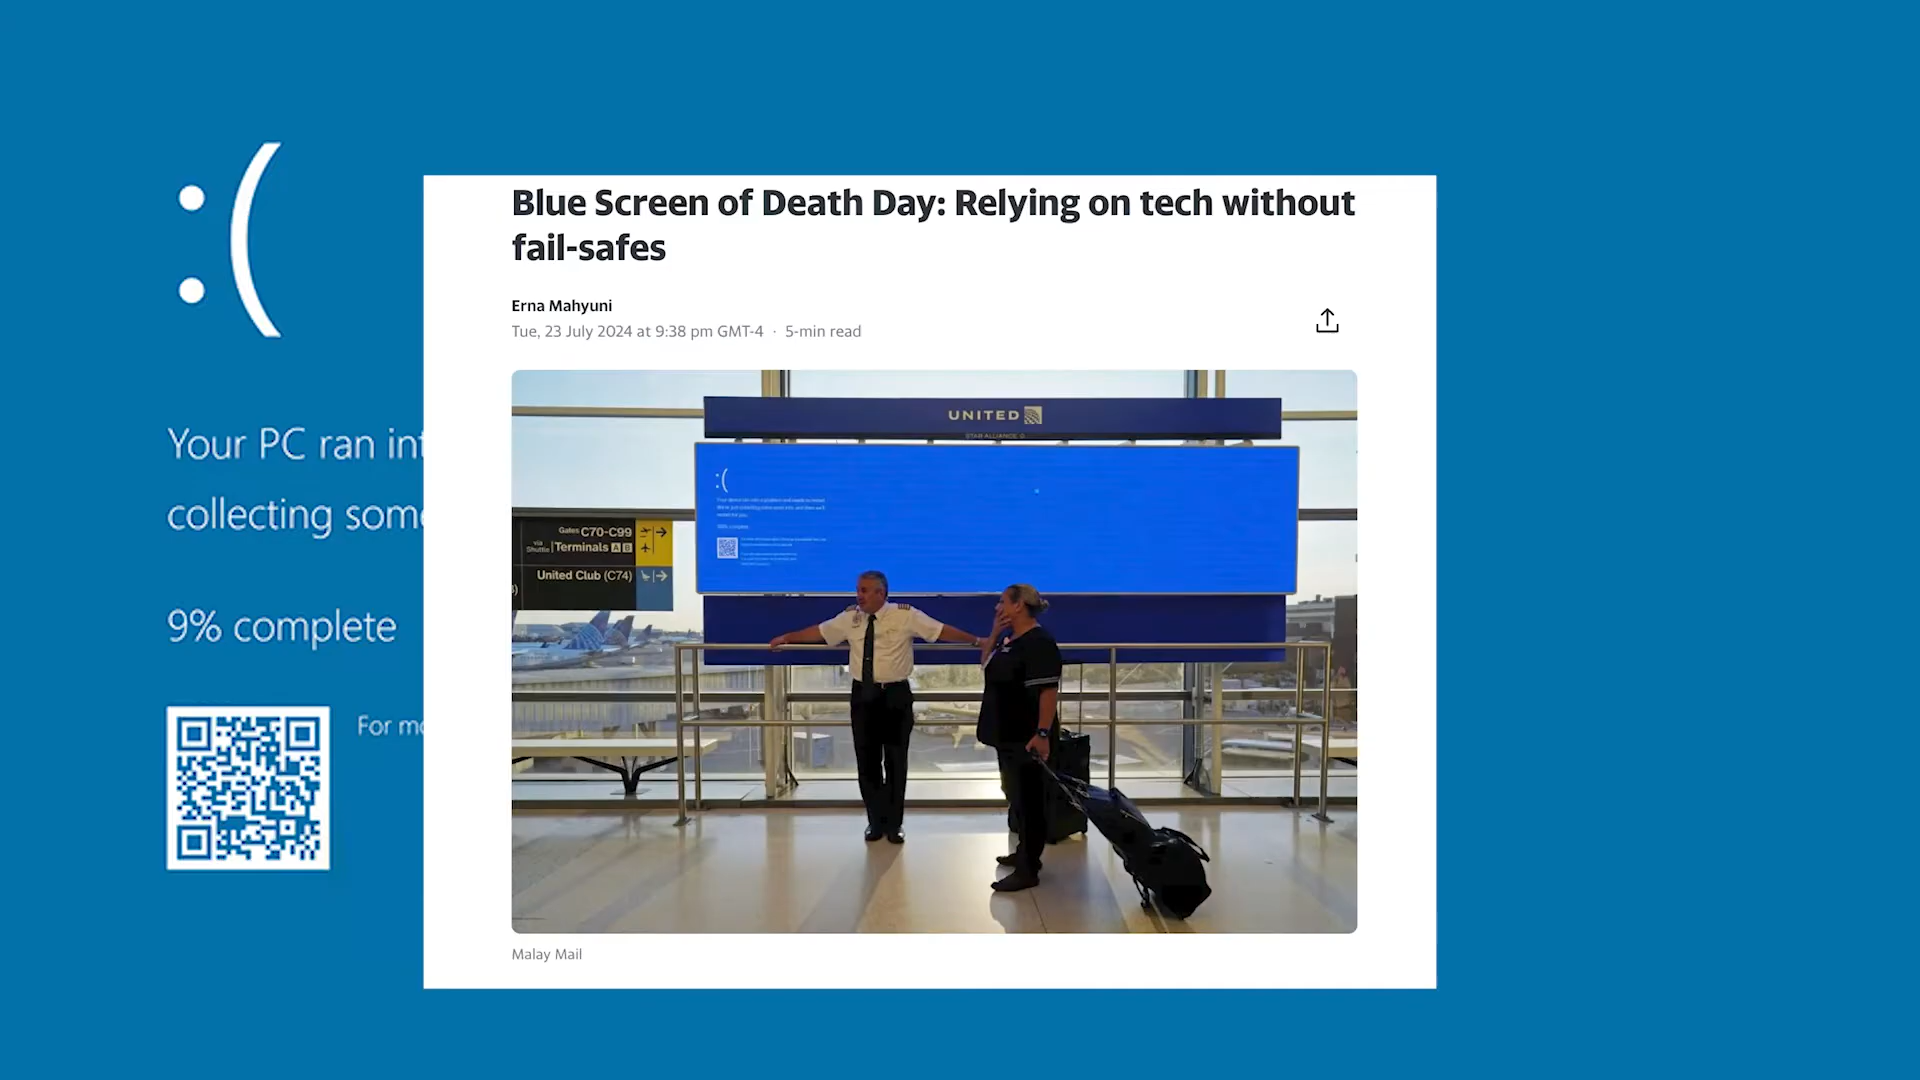 :(
Your PC ran int
collecting som
9% complete
For mo
Blue Screen of Death Day: Relying on tech without
fail-safes
Erna Mahyuni
Tue, 23 July 2024 at 9:38 pm GMT-4 · 5-min read
UNITED
STAR ALLIANCE
:(
Gates C70-C99
via Shuttle Terminals A B
United Club (C74)
Malay Mail